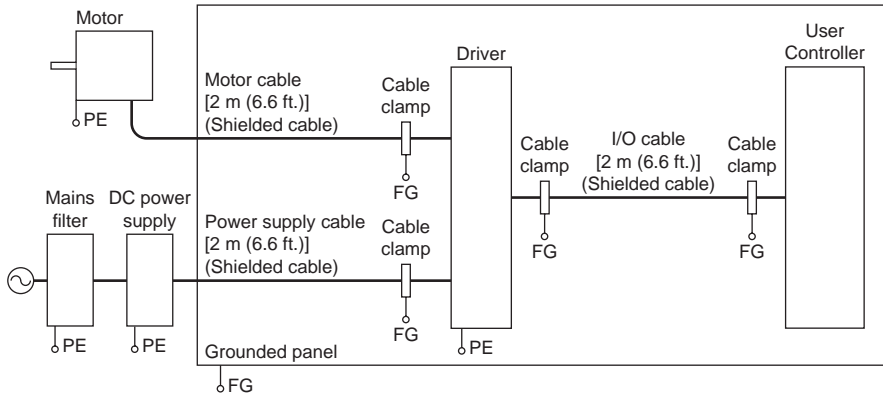 Motor
PE
Motor cable
[2 m (6.6 ft.)]
(Shielded cable)
Cable
clamp
FG
Driver
User
Controller
Cable
clamp
FG
I/O cable
[2 m (6.6 ft.)]
(Shielded cable)
Cable
clamp
FG
Mains
filter
PE
DC power
supply
PE
Power supply cable
[2 m (6.6 ft.)]
(Shielded cable)
Cable
clamp
FG
PE
Grounded panel
FG